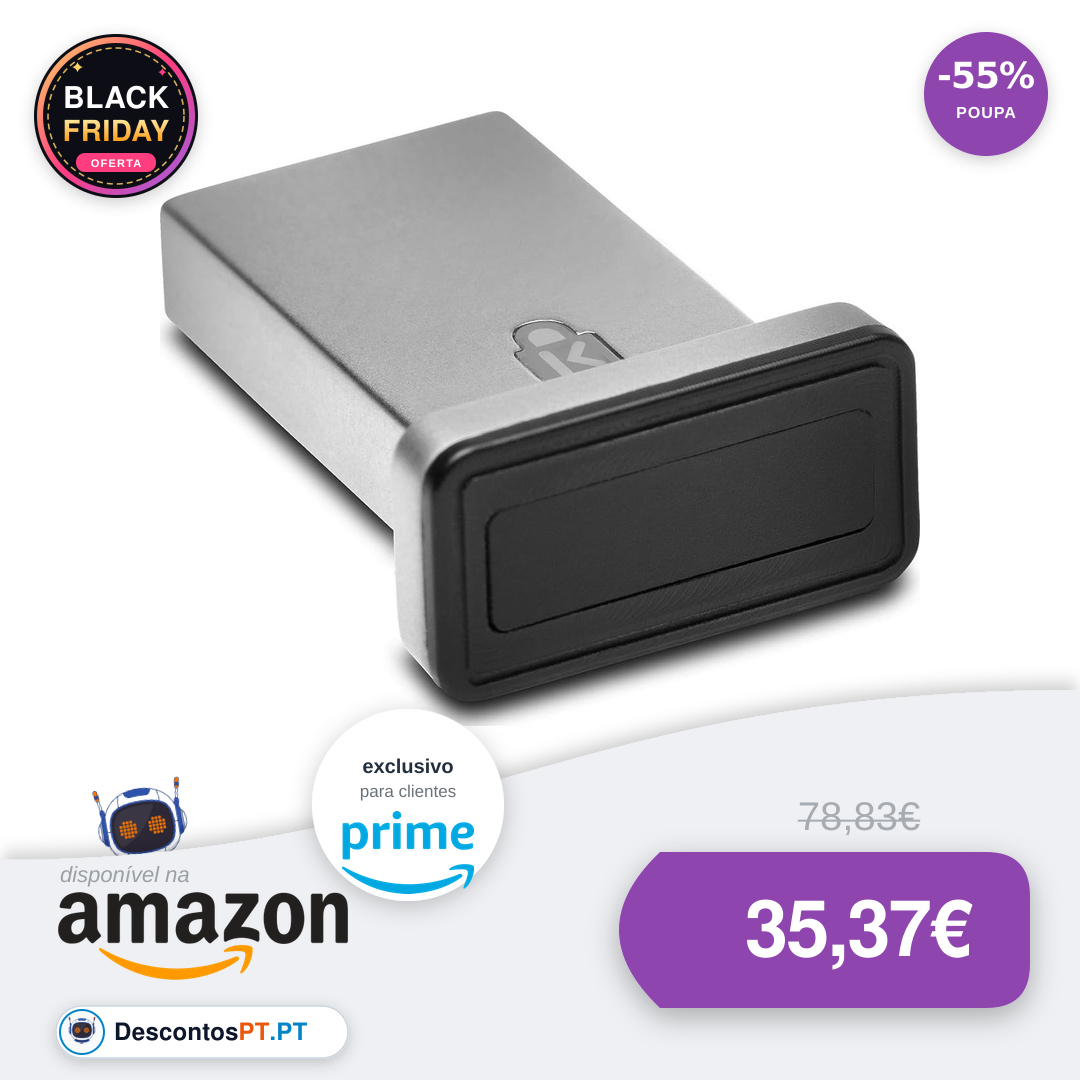 BLACK
FRIDAY
OFERTA
-55%
POUPA
exclusivo
para clientes
prime
78,83€
disponível na
amazon
35,37€
DescontosPT.PT